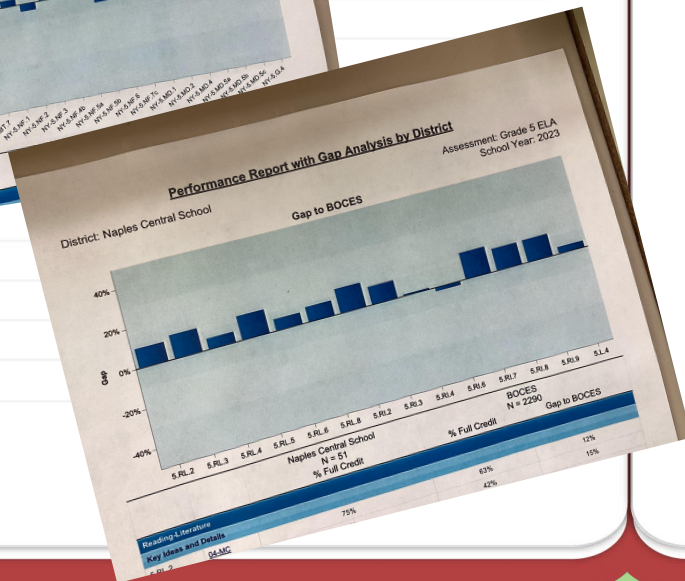 NY-5.NF.1
NY-5.NF.2
NY-5.NF.3
NY-5.NF.4b
NY-5.NF.5a
NY-5.NF.5b
NY-5.NF.6
NY-5.NF.7c
NY-5.MD.1
NY-5.MD.2
NY-5.MD.4
NY-5.MD.5a
NY-5.MD.5b
NY-5.MD.5c
NY-5.G.4
Performance Report with Gap Analysis by District
Assessment: Grade 5 ELA
School Year: 2023
District: Naples Central School
Gap to BOCES
40%
20%
0%
-20%
-40%
Gap
5.RL.2
5.RL.3
5.RL.4
5.RL.5
5.RL.6
5.RL.8
5.RI.2
5.RI.3
5.RI.4
5.RI.6
5.RI.7
5.RI.8
5.RI.9
5.L.4
Naples Central School
N = 51
% Full Credit
BOCES
N = 2290
% Full Credit
Gap to BOCES
Reading-Literature
Key Ideas and Details
12%
63%
15%
42%
75%
04-MC